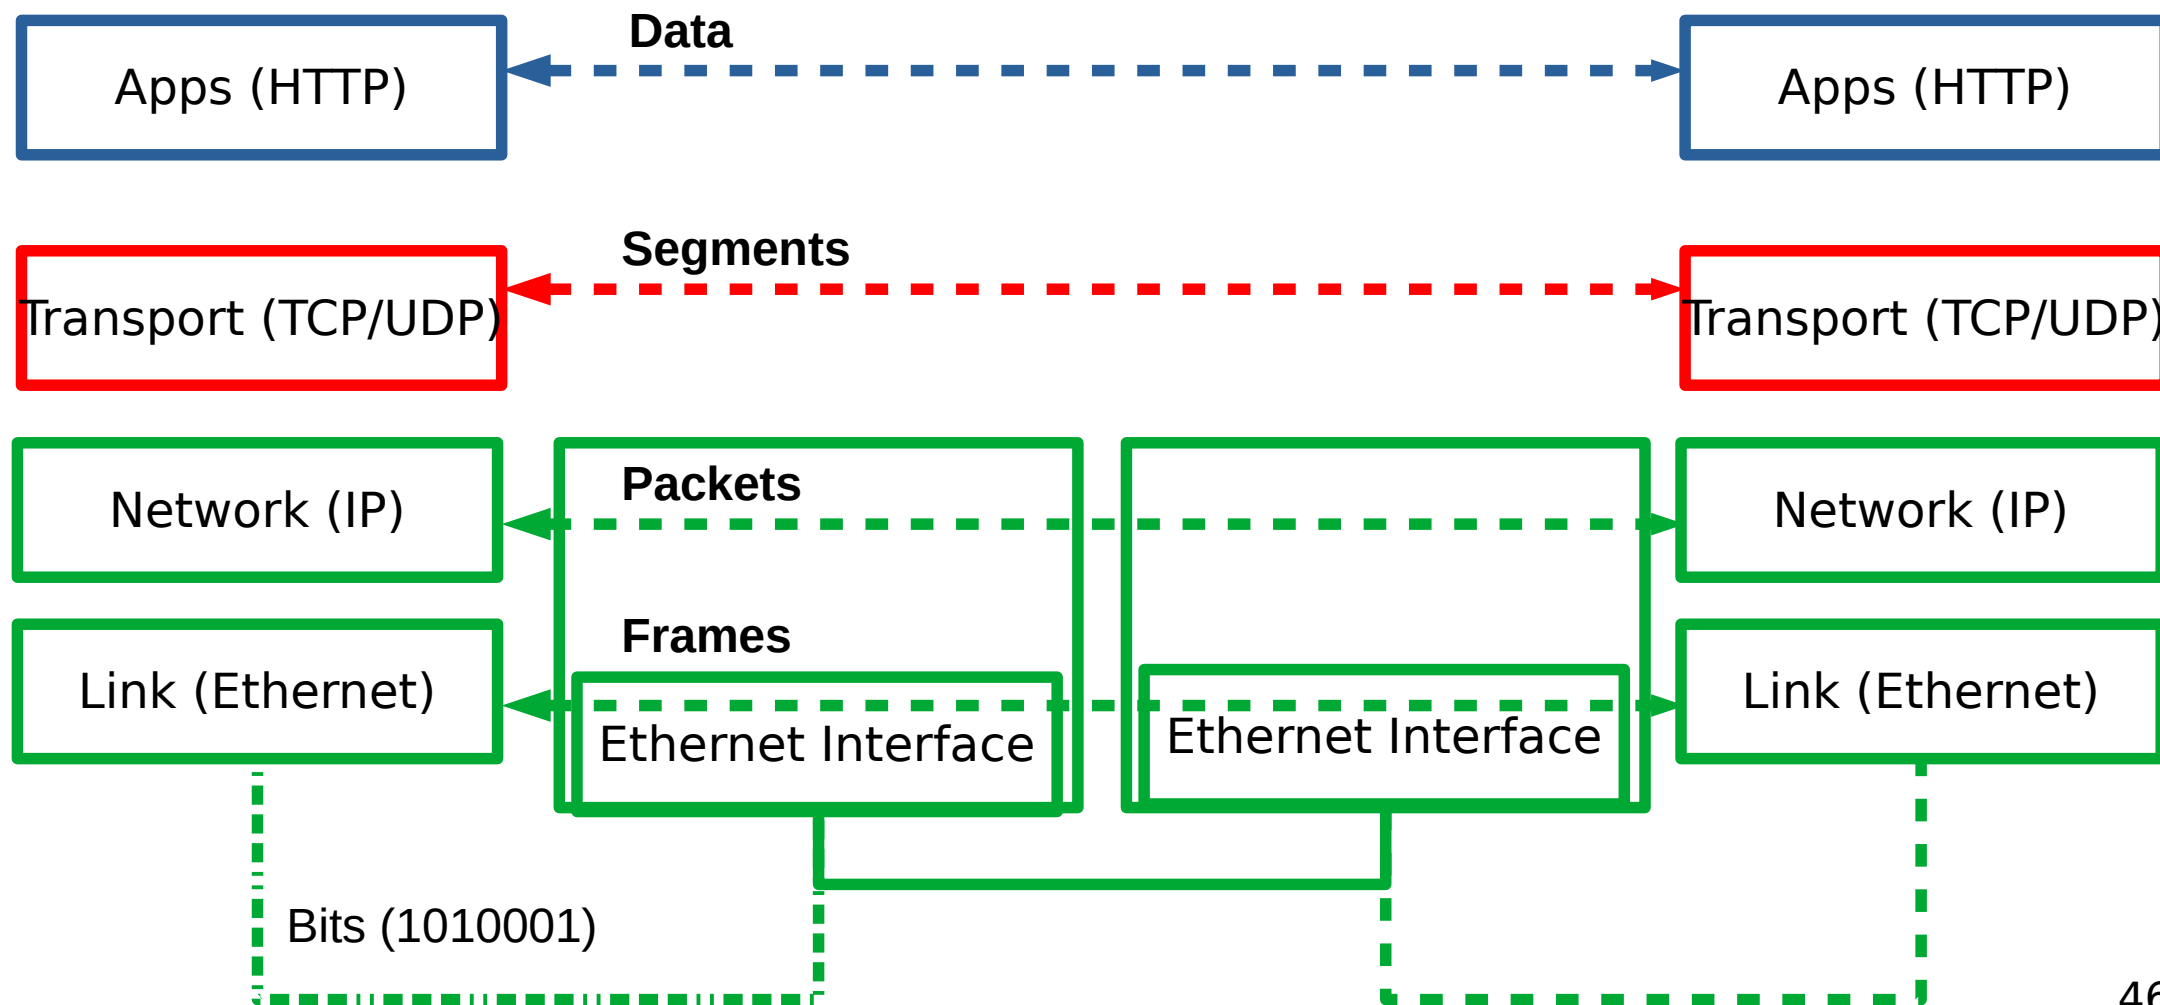 Data
Apps (HTTP)
Apps (HTTP)
Segments
Transport (TCP/UDP)
Transport (TCP/UDP)
Packets
Network (IP)
Network (IP)
Frames
Link (Ethernet)
Link (Ethernet)
Ethernet Interface
Ethernet Interface
Bits (1010001)
46